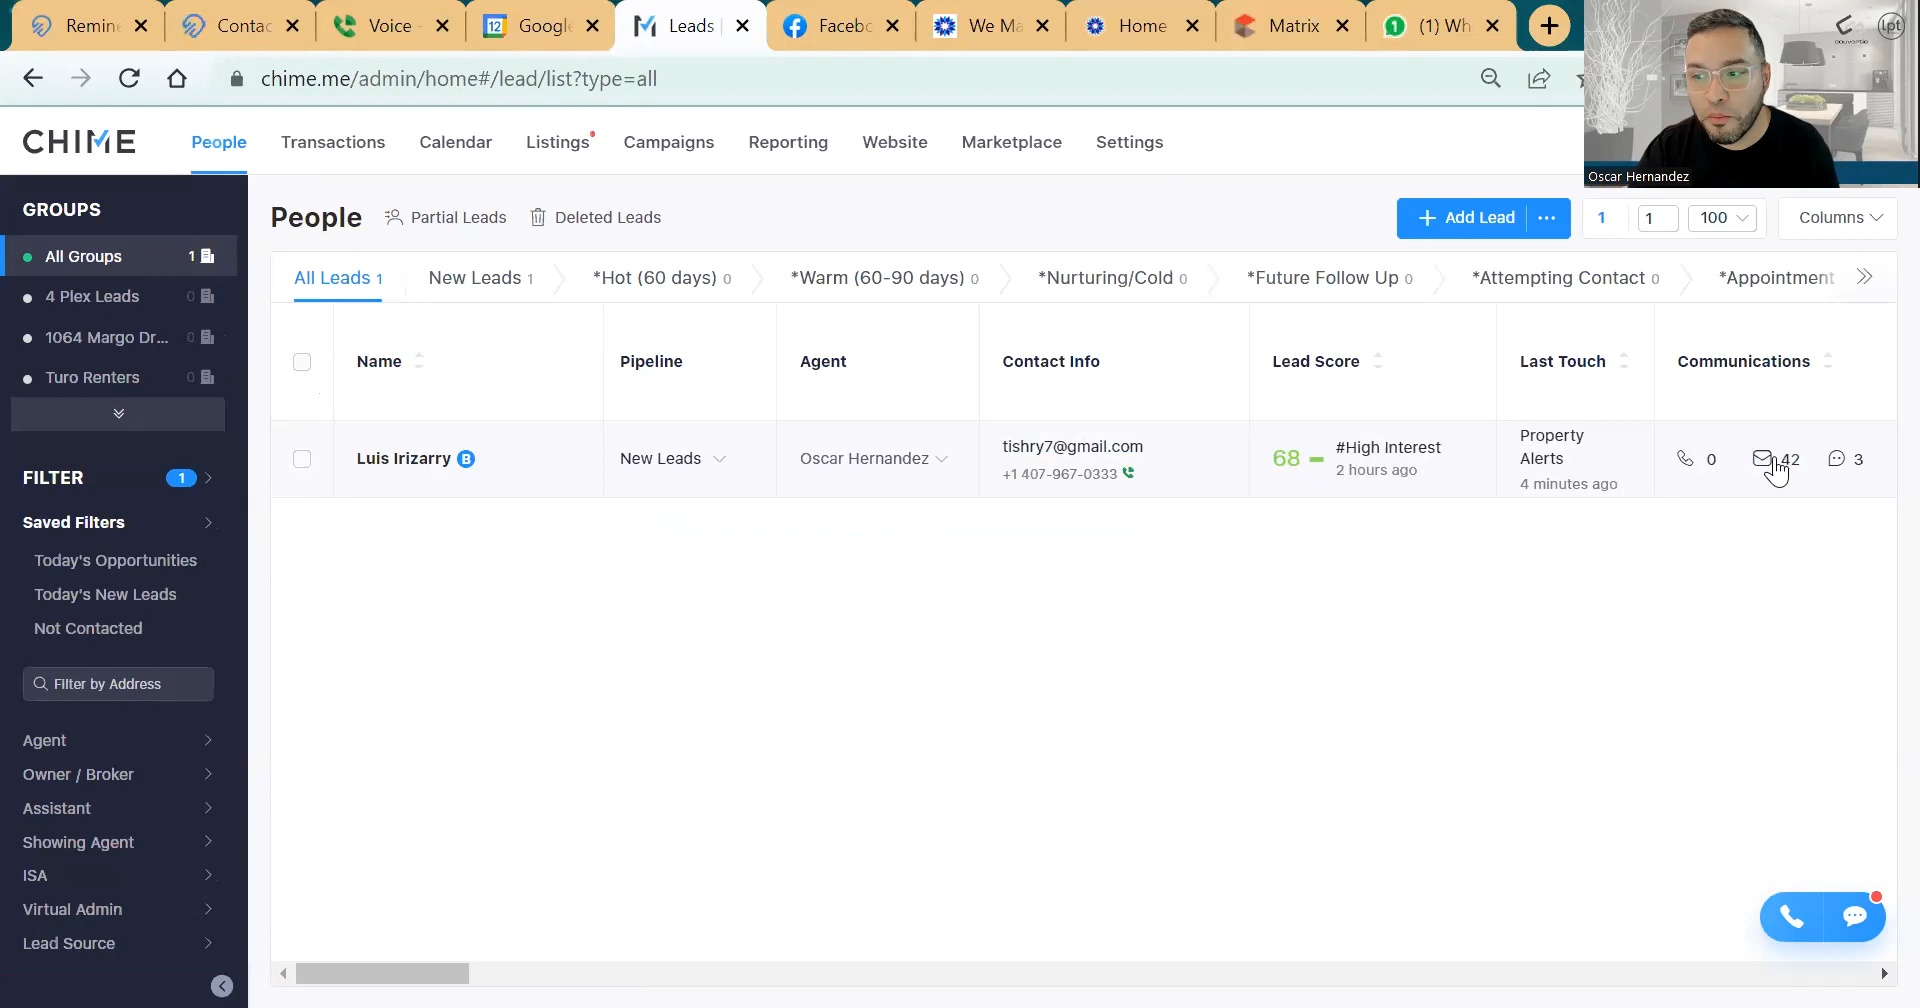 Remin
Contac
Voice -
12
Google
Leads
Facebo
We Ma
Home
Matrix
1
(1) Wh
lpt
chime.me/admin/home#/lead/list?type=all
CHIME
People
Transactions
Calendar
Listings
Campaigns
Reporting
Website
Marketplace
Settings
Oscar Hernandez
GROUPS
All Groups 1
4 Plex Leads 0
1064 Margo Dr... 0
Turo Renters 0
FILTER 1
Saved Filters
Today's Opportunities
Today's New Leads
Not Contacted
Filter by Address
Agent
Owner / Broker
Assistant
Showing Agent
ISA
Virtual Admin
Lead Source
People
Partial Leads
Deleted Leads
+ Add Lead ...
1
1
100
Columns
All Leads 1
New Leads 1
*Hot (60 days) 0
*Warm (60-90 days) 0
*Nurturing/Cold 0
*Future Follow Up 0
*Attempting Contact 0
*Appointment
Name
Pipeline
Agent
Contact Info
Lead Score
Last Touch
Communications
Luis Irizarry B
New Leads
Oscar Hernandez
tishry7@gmail.com
+1 407-967-0333
68
#High Interest
2 hours ago
Property
Alerts
4 minutes ago
0
42
3